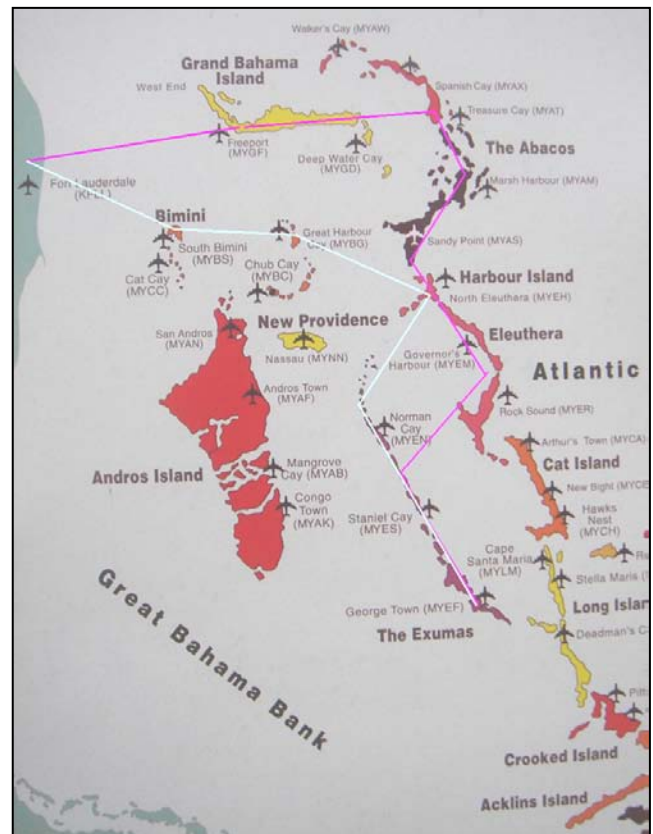 Walker's Cay (MYAW)
Grand Bahama
Island
West End
Spanish Cay (MYAX)
Treasure Cay (MYAT)
Freeport
(MYGF)
Deep Water Cay
(MYGD)
The Abacos
Marsh Harbour (MYAM)
Fort Lauderdale
(KFLL)
Bimini
South Bimini
(MYBS)
Great Harbour
Cay (MYBG)
Sandy Point (MYAS)
Cat Cay
(MYCC)
Chub Cay
(MYBC)
Harbour Island
North Eleuthera (MYEH)
San Andros
(MYAN)
New Providence
Nassau (MYNN)
Eleuthera
Governor's
Harbour (MYEM)
Atlantic
Andros Town
(MYAF)
Rock Sound (MYER)
Norman
Cay (MYEN)
Arthur's Town (MYCA)
Cat Island
Andros Island
Mangrove
Cay (MYAB)
New Bight (MYCE
Congo
Town
(MYAK)
Staniel Cay (MYES)
Hawks
Nest
(MYCH)
Cape
Santa Maria
(MYLM)
Stella Maris (
George Town (MYEF)
Long Islan
The Exumas
Deadman's C
Great Bahama Bank
Crooked Island
Acklins Island